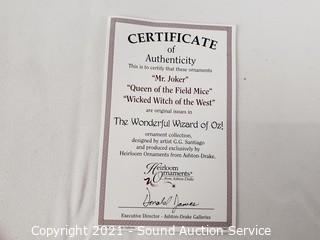 CERTIFICATE
of
Authenticity
This is to certify that these ornaments
"Mr. Joker"
"Queen of the Field Mice"
"Wicked Witch of the West"
are original issues in
The Wonderful Wizard of Oz!
ornament collection,
designed by artist G.G. Santiago
and produced exclusively by
Heirloom Ornaments from Ashton-Drake.
Heirloom
Ornaments
from Ashton-Drake
Donald James
Executive Director - Ashton-Drake Galleries
Copyright 2021 - Sound Auction Service